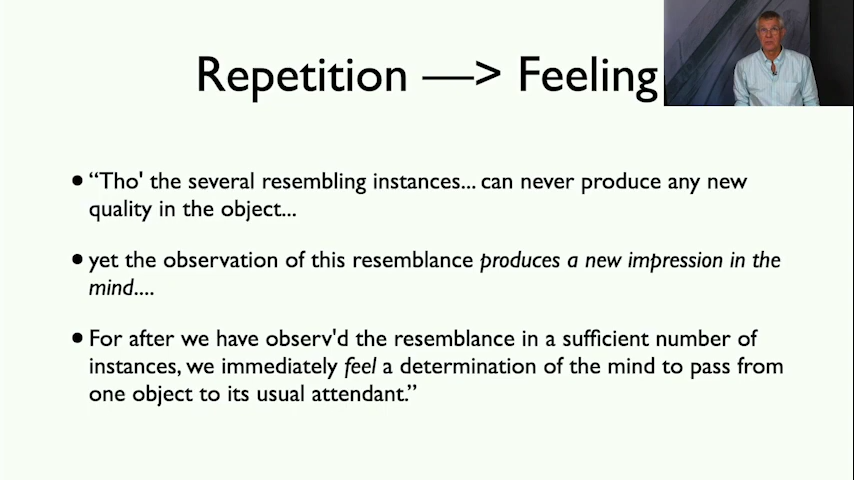 Repetition —> Feeling
• “Tho' the several resembling instances... can never produce any new
quality in the object...
• yet the observation of this resemblance produces a new impression in the
mind....
• For after we have observ'd the resemblance in a sufficient number of
instances, we immediately feel a determination of the mind to pass from
one object to its usual attendant.”